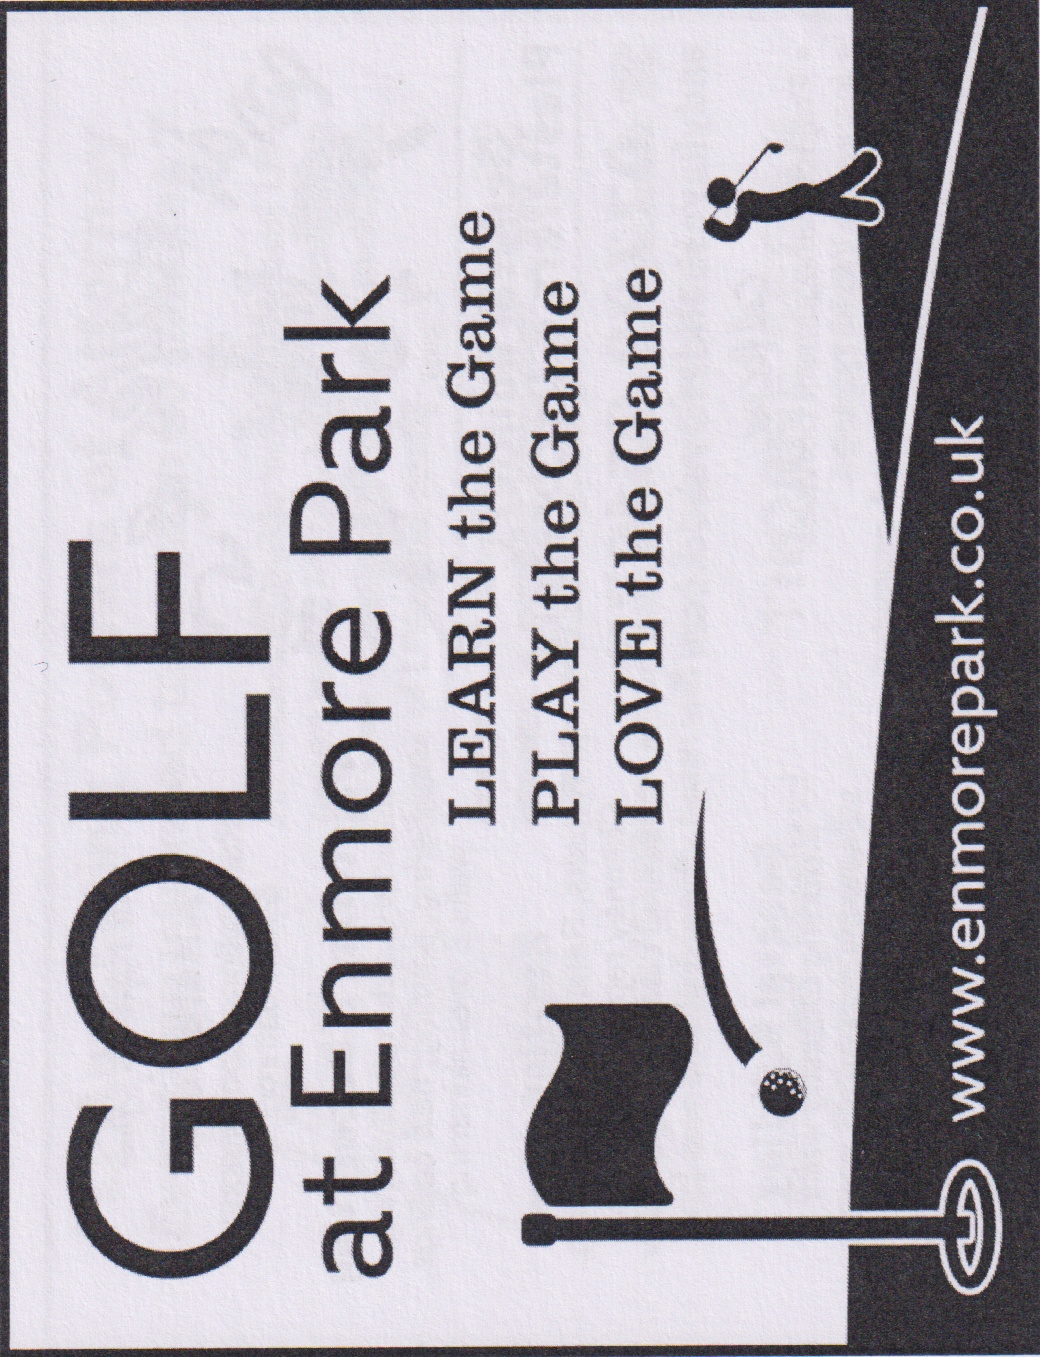 GOLF
at Enmore Park
LEARN the Game
PLAY the Game
LOVE the Game
www.enmorepark.co.uk